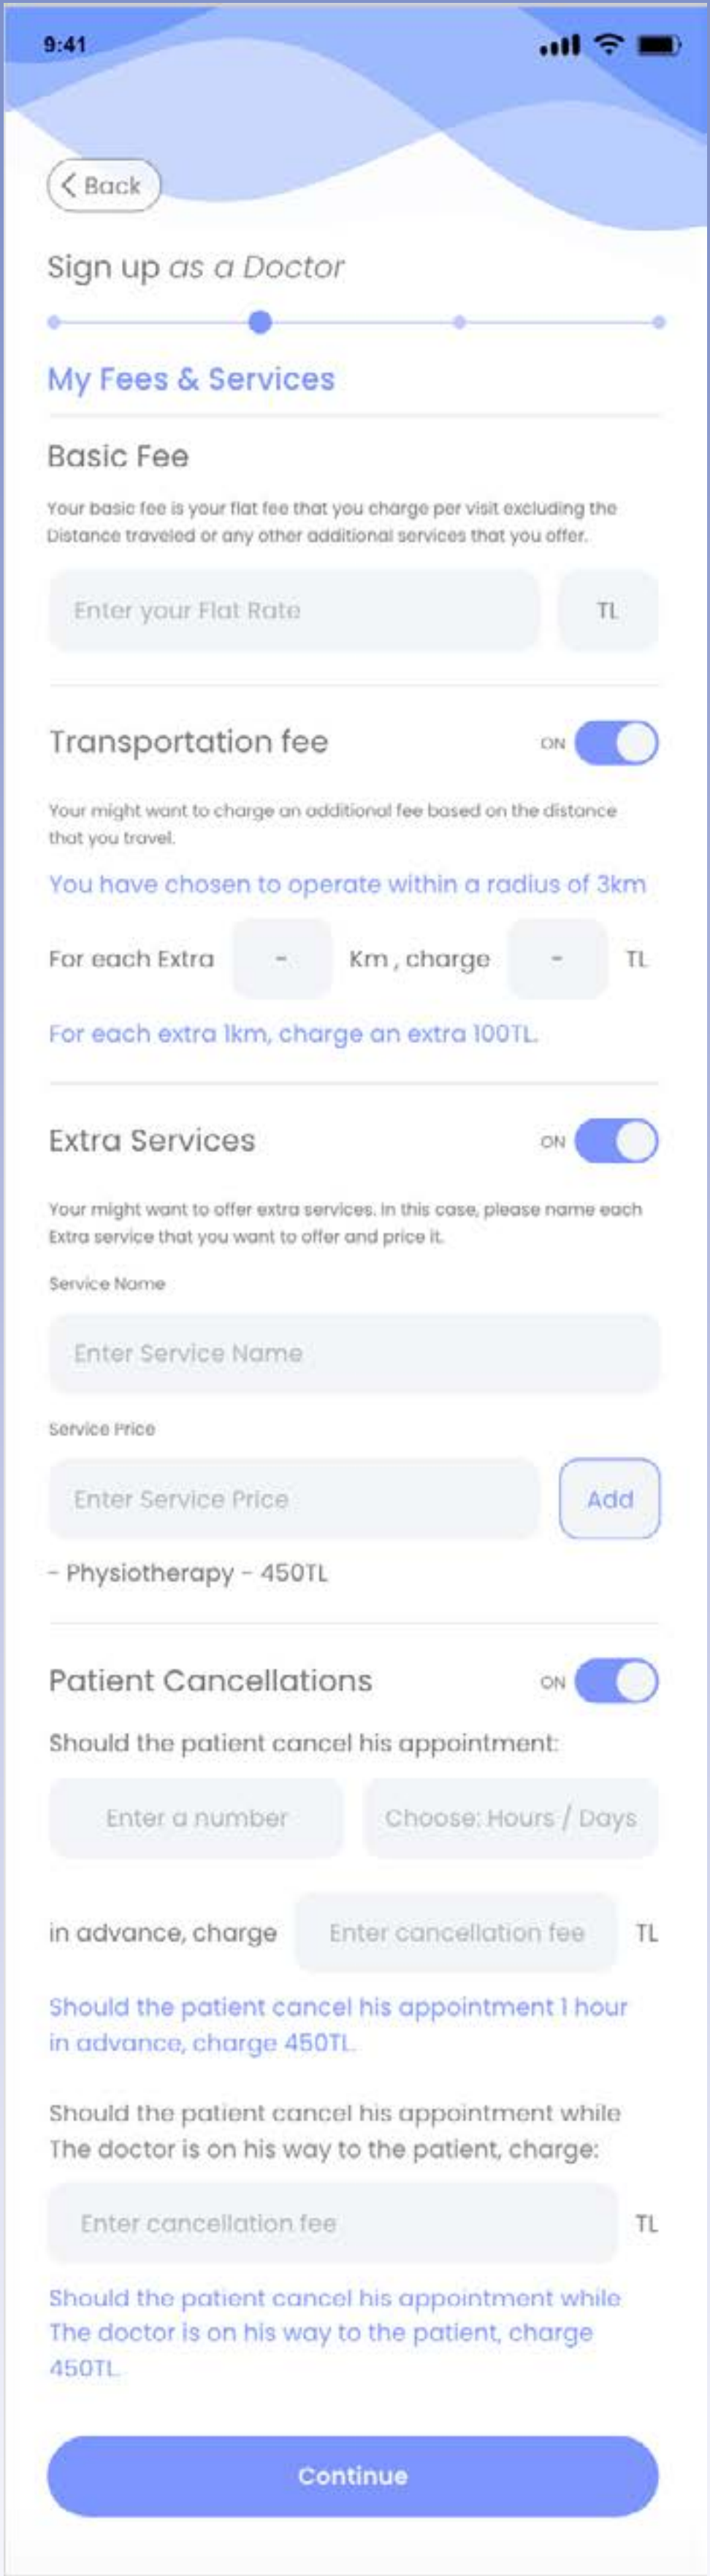 9:41
Back
Sign up as a Doctor
My Fees & Services
Basic Fee
Your basic fee is your flat fee that you charge per visit excluding the
Distance traveled or any other additional services that you offer.
Enter your Flat Rate TL
Transportation fee ON
Your might want to charge an additional fee based on the distance
that you travel.
You have chosen to operate within a radius of 3km
For each Extra - Km , charge - TL
For each extra 1km, charge an extra 100TL.
Extra Services ON
Your might want to offer extra services. In this case, please name each
Extra service that you want to offer and price it.
Service Name
Enter Service Name
Service Price
Enter Service Price Add
- Physiotherapy - 450TL
Patient Cancellations ON
Should the patient cancel his appointment:
Enter a number Choose: Hours / Days
in advance, charge Enter cancellation fee TL
Should the patient cancel his appointment 1 hour
in advance, charge 450TL.
Should the patient cancel his appointment while
The doctor is on his way to the patient, charge:
Enter cancellation fee TL
Should the patient cancel his appointment while
The doctor is on his way to the patient, charge
450TL.
Continue